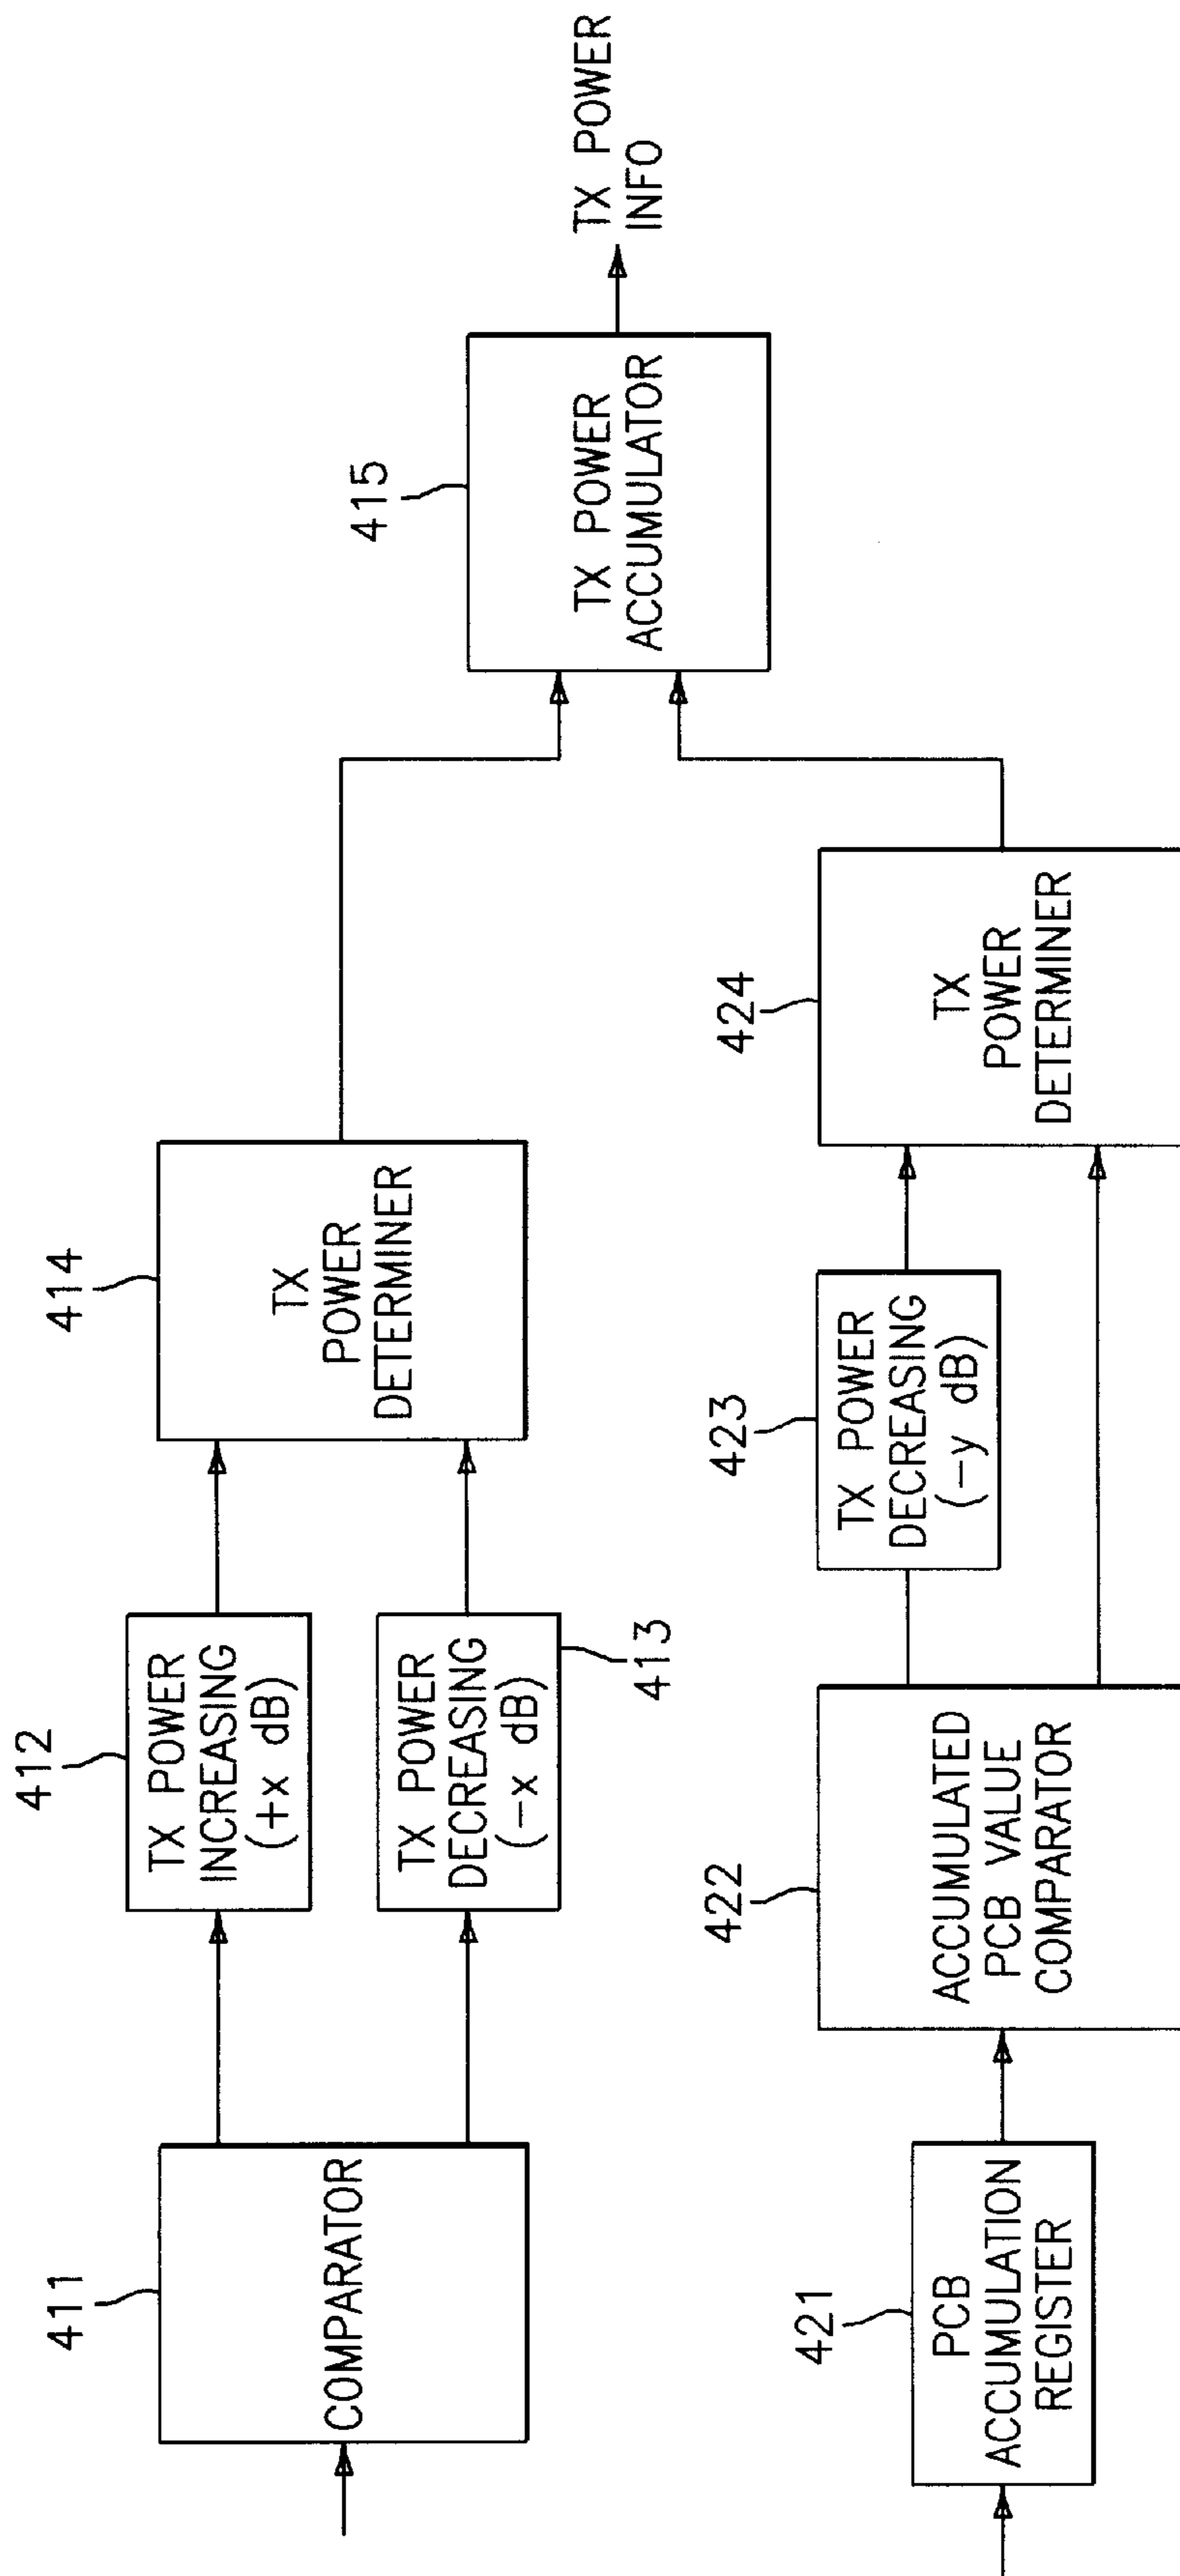 411
COMPARATOR
412
TX POWER
INCREASING
(+x dB)
TX POWER
DECREASING
(-x dB)
413
414
TX
POWER
DETERMINER
415
TX POWER
ACCUMULATOR
TX POWER
INFO
421
PCB
ACCUMULATION
REGISTER
422
ACCUMULATED
PCB VALUE
COMPARATOR
423
TX POWER
DECREASING
(-y dB)
424
TX
POWER
DETERMINER